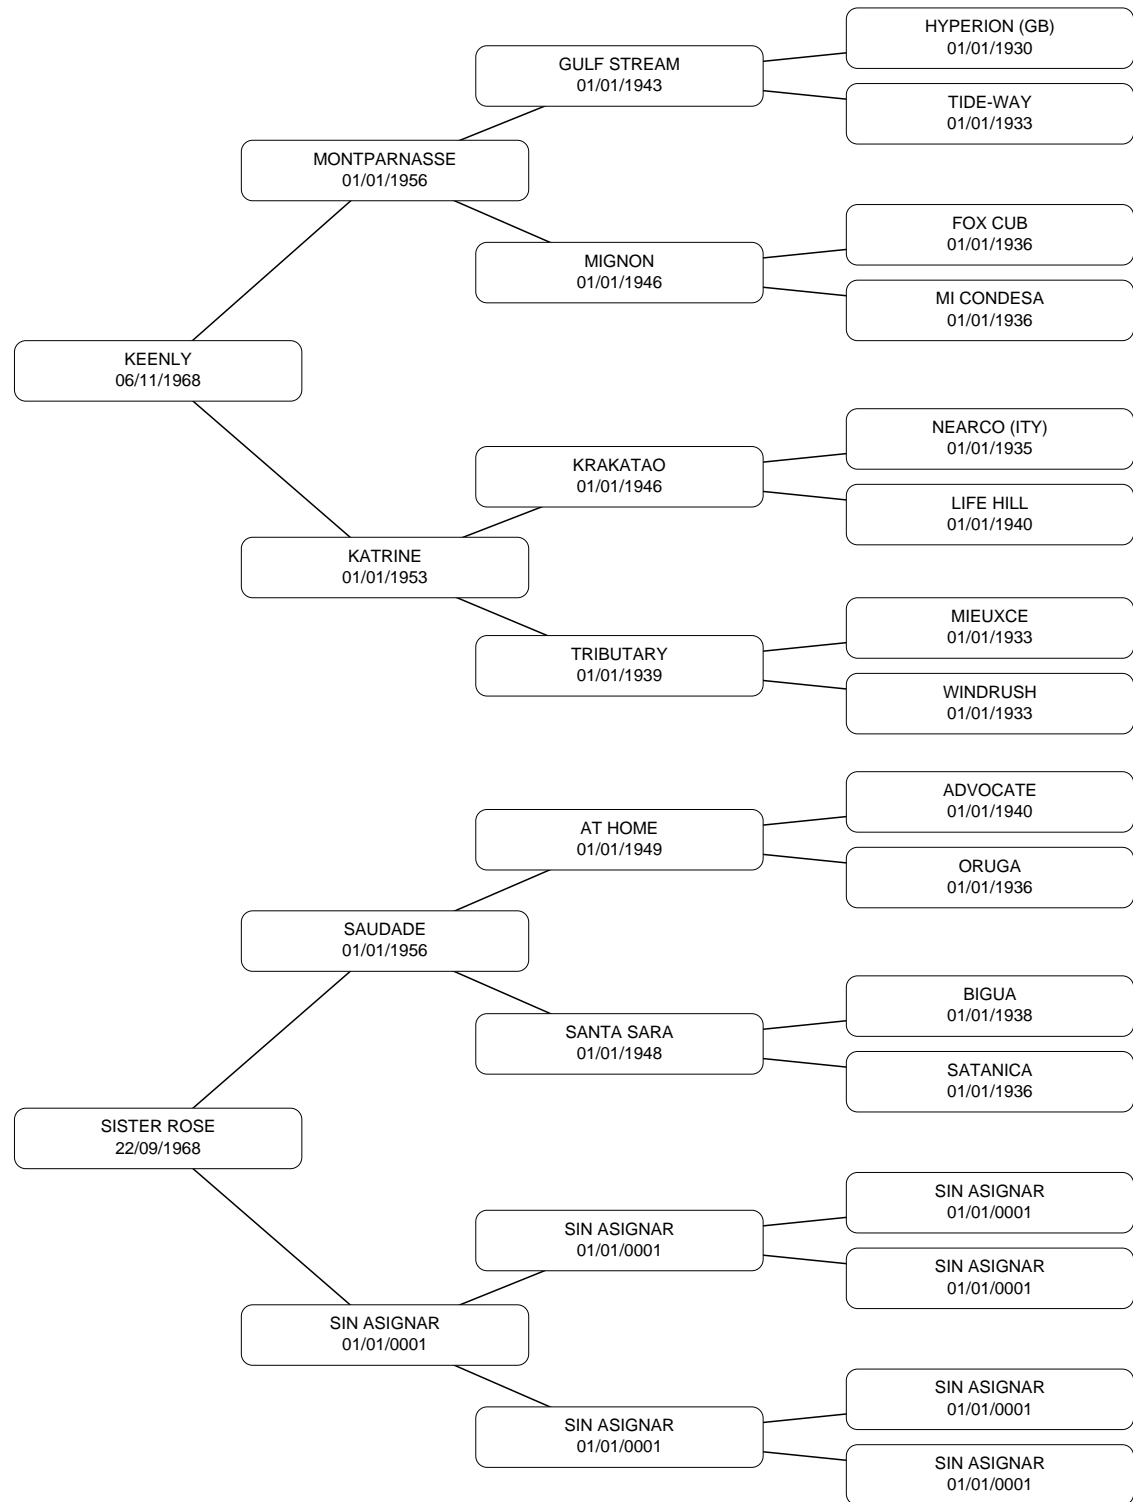 HYPERION (GB)
01/01/1930
GULF STREAM
01/01/1943
TIDE-WAY
01/01/1933
MONTPARNASSE
01/01/1956
FOX CUB
01/01/1936
MIGNON
01/01/1946
MI CONDESA
01/01/1936
KEENLY
06/11/1968
NEARCO (ITY)
01/01/1935
KRAKATAO
01/01/1946
LIFE HILL
01/01/1940
KATRINE
01/01/1953
MIEUXCE
01/01/1933
TRIBUTARY
01/01/1939
WINDRUSH
01/01/1933
ADVOCATE
01/01/1940
AT HOME
01/01/1949
ORUGA
01/01/1936
SAUDADE
01/01/1956
BIGUA
01/01/1938
SANTA SARA
01/01/1948
SATANICA
01/01/1936
SISTER ROSE
22/09/1968
SIN ASIGNAR
01/01/0001
SIN ASIGNAR
01/01/0001
SIN ASIGNAR
01/01/0001
SIN ASIGNAR
01/01/0001
SIN ASIGNAR
01/01/0001
SIN ASIGNAR
01/01/0001
SIN ASIGNAR
01/01/0001